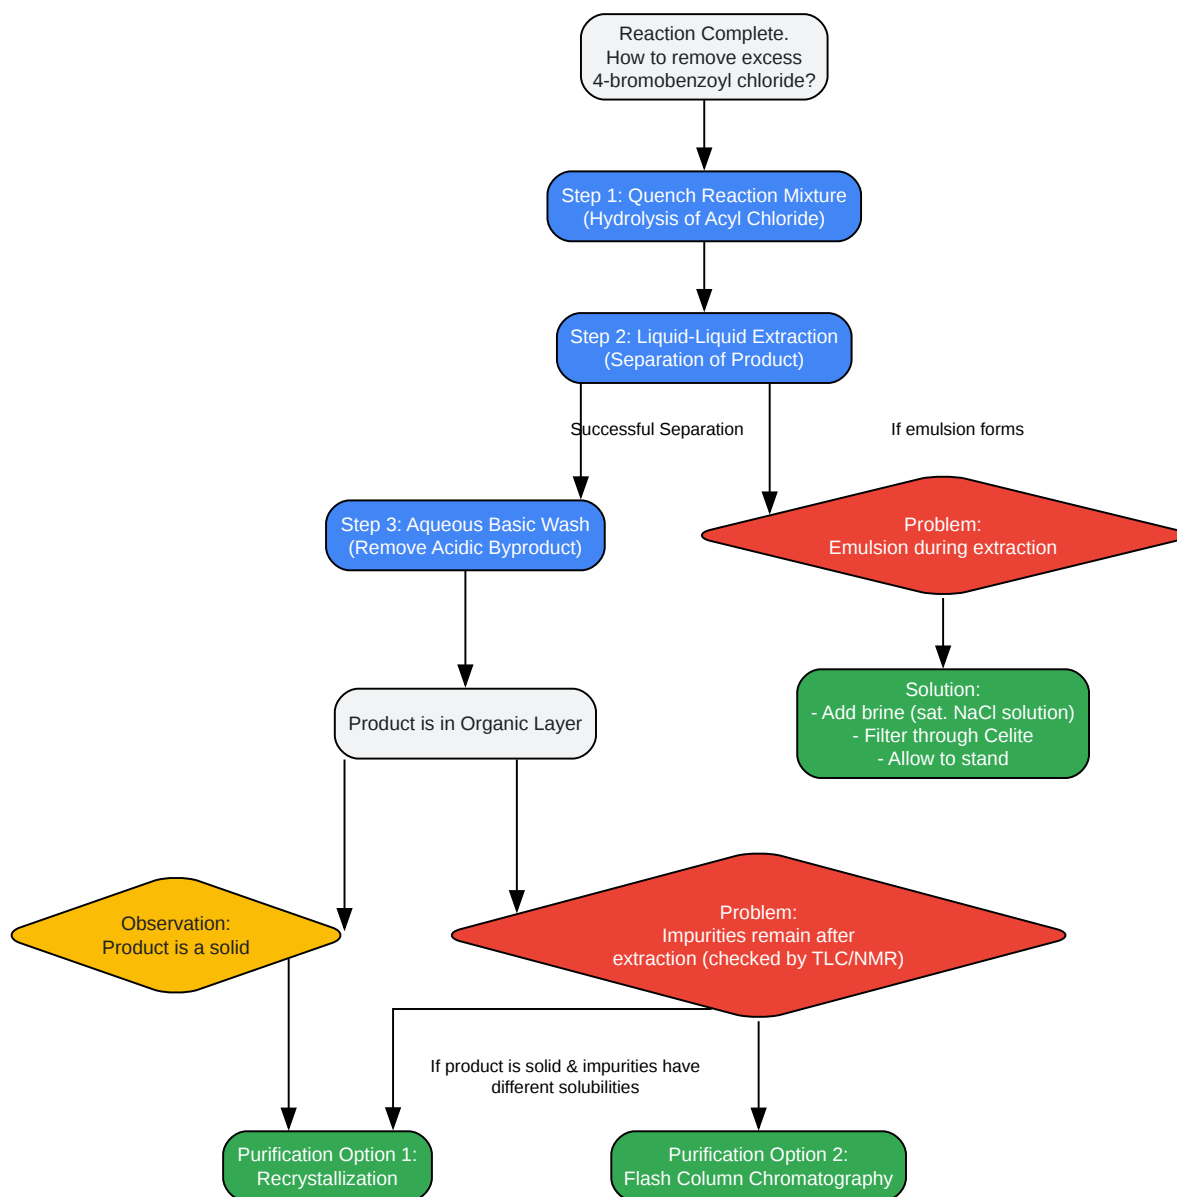 Reaction Complete.
How to remove excess
4-bromobenzoyl chloride?
Step 1: Quench Reaction Mixture
(Hydrolysis of Acyl Chloride)
Step 2: Liquid-Liquid Extraction
(Separation of Product)
Successful Separation
If emulsion forms
Step 3: Aqueous Basic Wash
(Remove Acidic Byproduct)
Problem:
Emulsion during extraction
Product is in Organic Layer
Solution:
- Add brine (sat. NaCl solution)
- Filter through Celite
- Allow to stand
Observation:
Product is a solid
Problem:
Impurities remain after
extraction (checked by TLC/NMR)
If product is solid & impurities have
different solubilities
Purification Option 1:
Recrystallization
Purification Option 2:
Flash Column Chromatography